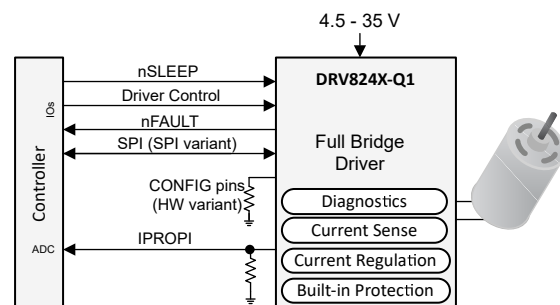 4.5 - 35 V
nSLEEP
DRV824X-Q1
Driver Control
IOs
nFAULT
SPI (SPI variant)
Full Bridge
Driver
Controller
CONFIG pins
(HW variant)
Diagnostics
Current Sense
ADC
IPROPI
Current Regulation
Built-in Protection